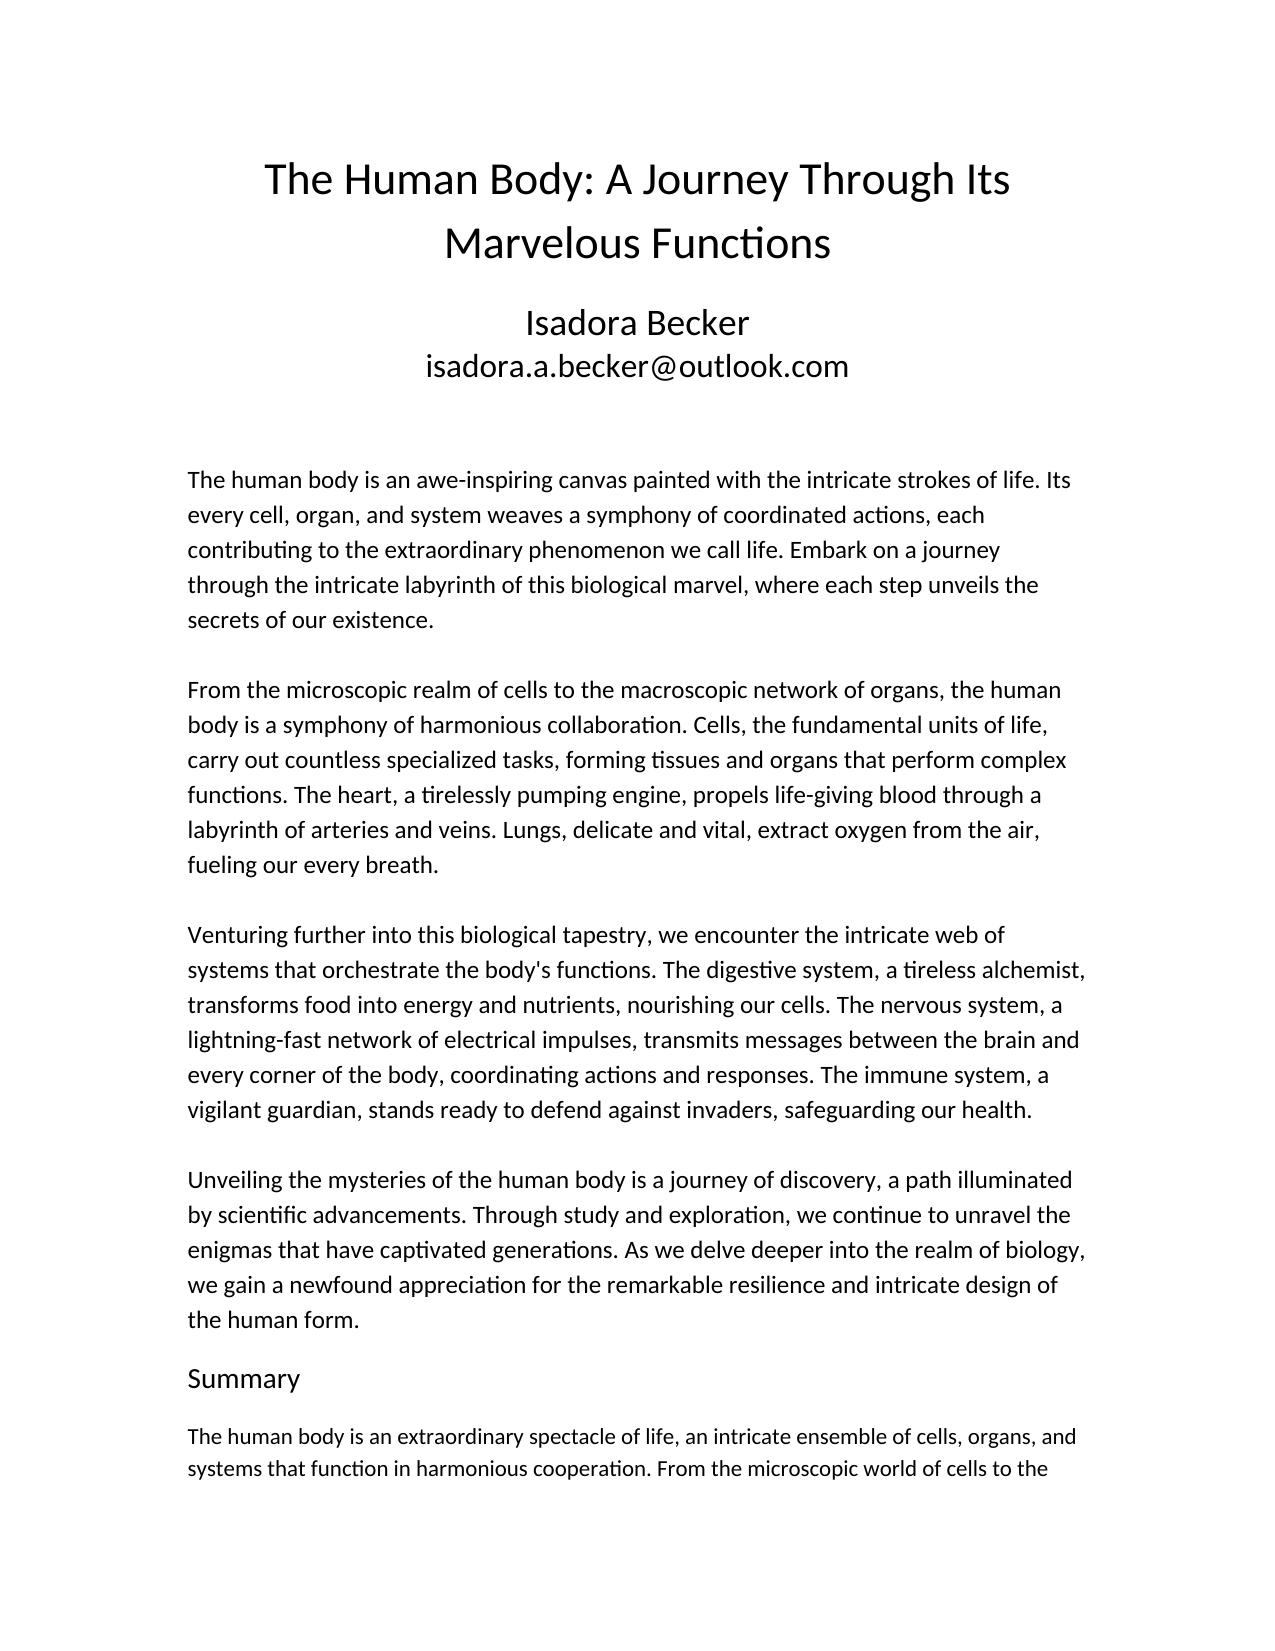 The Human Body: A Journey Through Its
Marvelous Functions
Isadora Becker
isadora.a.becker@outlook.com
The human body is an awe-inspiring canvas painted with the intricate strokes of life. Its
every cell, organ, and system weaves a symphony of coordinated actions, each
contributing to the extraordinary phenomenon we call life. Embark on a journey
through the intricate labyrinth of this biological marvel, where each step unveils the
secrets of our existence.
From the microscopic realm of cells to the macroscopic network of organs, the human
body is a symphony of harmonious collaboration. Cells, the fundamental units of life,
carry out countless specialized tasks, forming tissues and organs that perform complex
functions. The heart, a tirelessly pumping engine, propels life-giving blood through a
labyrinth of arteries and veins. Lungs, delicate and vital, extract oxygen from the air,
fueling our every breath.
Venturing further into this biological tapestry, we encounter the intricate web of
systems that orchestrate the body's functions. The digestive system, a tireless alchemist,
transforms food into energy and nutrients, nourishing our cells. The nervous system, a
lightning-fast network of electrical impulses, transmits messages between the brain and
every corner of the body, coordinating actions and responses. The immune system, a
vigilant guardian, stands ready to defend against invaders, safeguarding our health.
Unveiling the mysteries of the human body is a journey of discovery, a path illuminated
by scientific advancements. Through study and exploration, we continue to unravel the
enigmas that have captivated generations. As we delve deeper into the realm of biology,
we gain a newfound appreciation for the remarkable resilience and intricate design of
the human form.
Summary
The human body is an extraordinary spectacle of life, an intricate ensemble of cells, organs, and
systems that function in harmonious cooperation. From the microscopic world of cells to the